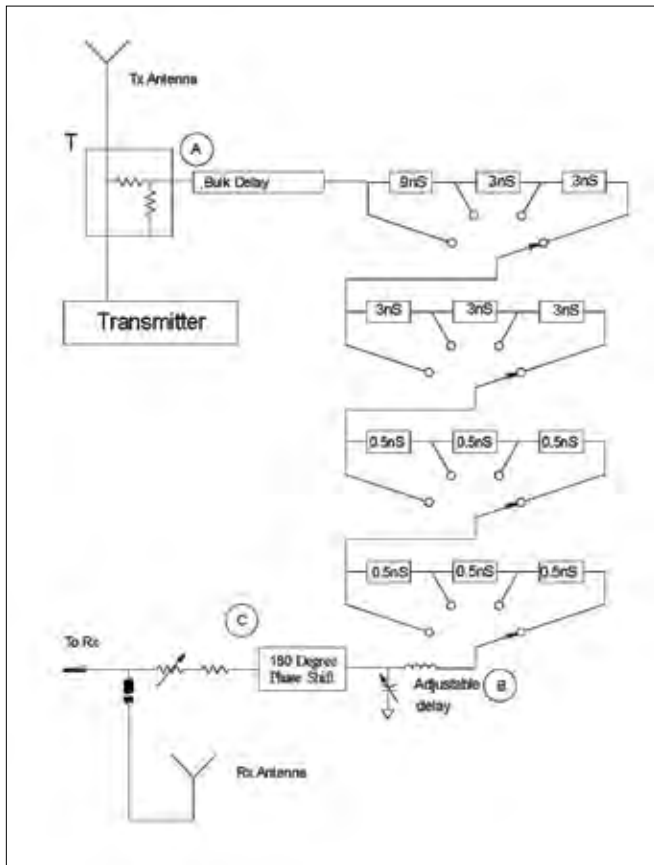 Tx Antenna
T
A
Bulk Delay
9nS 3nS 3nS
Transmitter
3nS 3nS 3nS
0.5nS 0.5nS 0.5nS
0.5nS 0.5nS 0.5nS
C
To Rx
180 Degree
Phase Shift
Adjustable
delay
B
Rx Antenna